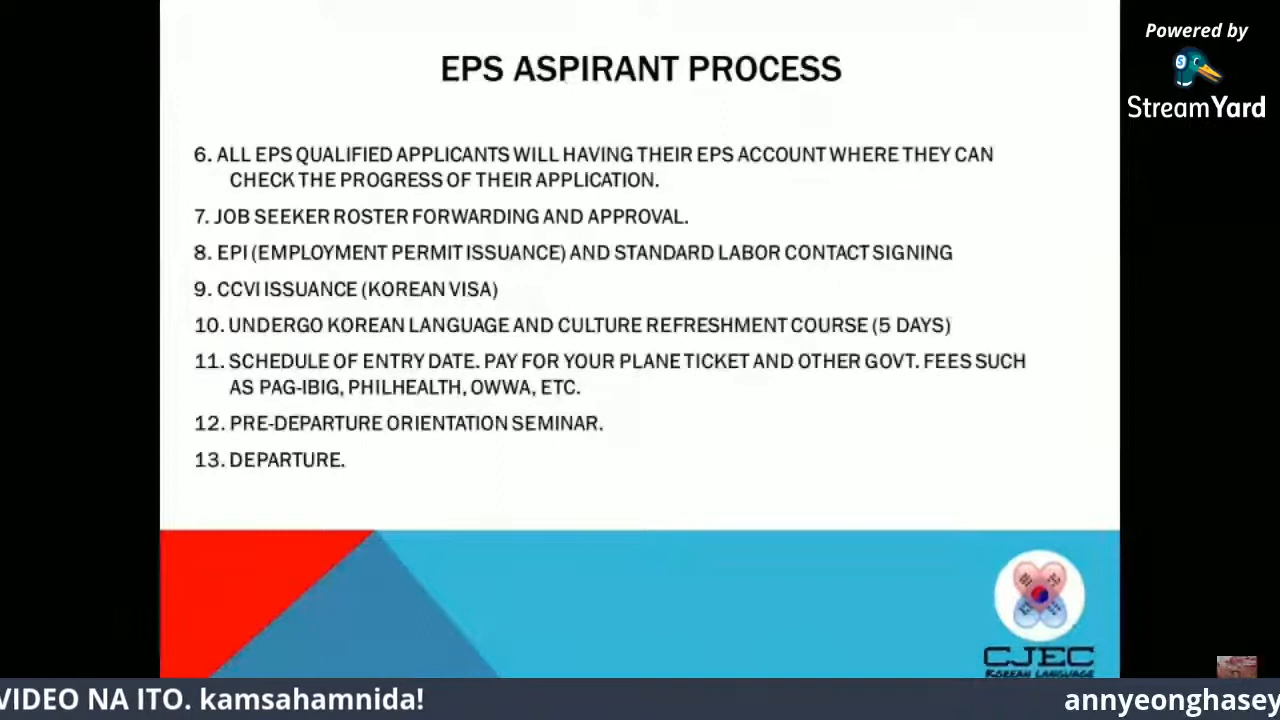 Powered by
StreamYard
EPS ASPIRANT PROCESS
6. ALL EPS QUALIFIED APPLICANTS WILL HAVING THEIR EPS ACCOUNT WHERE THEY CAN
CHECK THE PROGRESS OF THEIR APPLICATION.
7. JOB SEEKER ROSTER FORWARDING AND APPROVAL.
8. EPI (EMPLOYMENT PERMIT ISSUANCE) AND STANDARD LABOR CONTACT SIGNING
9. CCVI ISSUANCE (KOREAN VISA)
10. UNDERGO KOREAN LANGUAGE AND CULTURE REFRESHMENT COURSE (5 DAYS)
11. SCHEDULE OF ENTRY DATE. PAY FOR YOUR PLANE TICKET AND OTHER GOVT. FEES SUCH
AS PAG-IBIG, PHILHEALTH, OWWA, ETC.
12. PRE-DEPARTURE ORIENTATION SEMINAR.
13. DEPARTURE.
CJEC
KOREAN LANGUAGE
VIDEO NA ITO. kamsahamnida! annyeonghasey